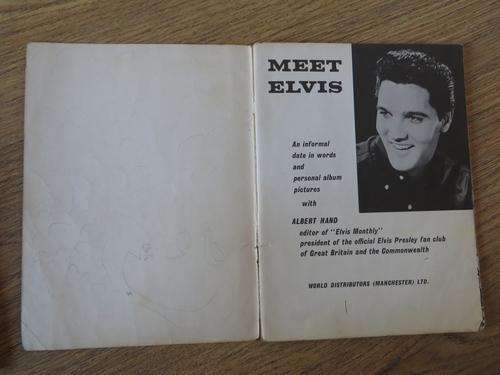 MEET
ELVIS
An informal
date in words
and
personal album
pictures
with
ALBERT HAND
editor of "Elvis Monthly"
president of the official Elvis Presley fan club
of Great Britain and the Commonwealth
WORLD DISTRIBUTORS (MANCHESTER) LTD.